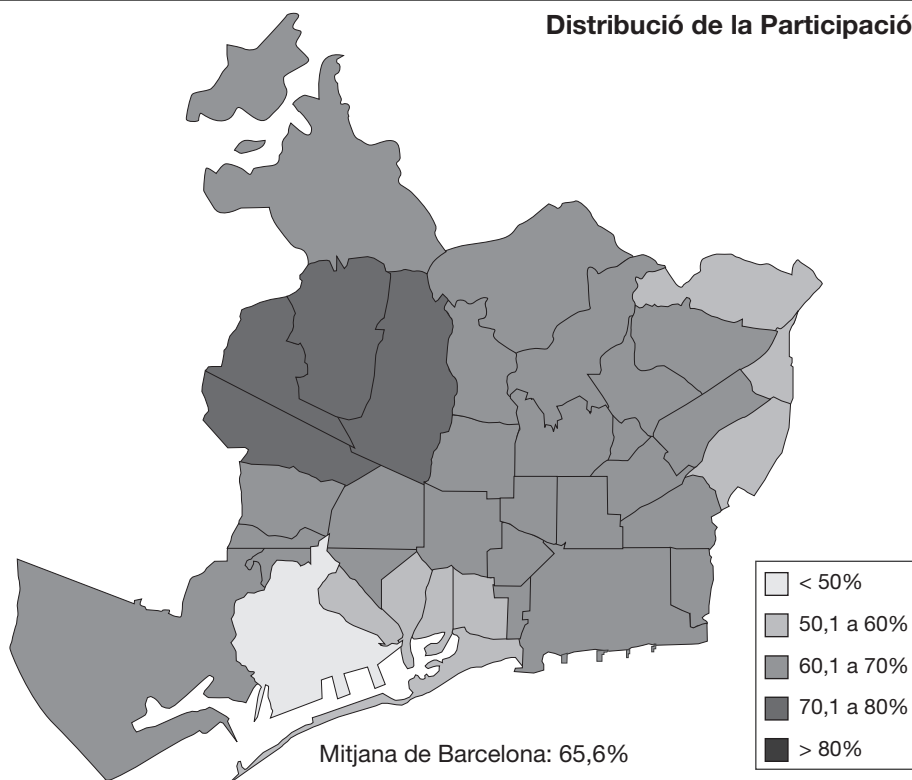 Distribució de la Participació
< 50%
50,1 a 60%
60,1 a 70%
70,1 a 80%
> 80%
Mitjana de Barcelona: 65,6%